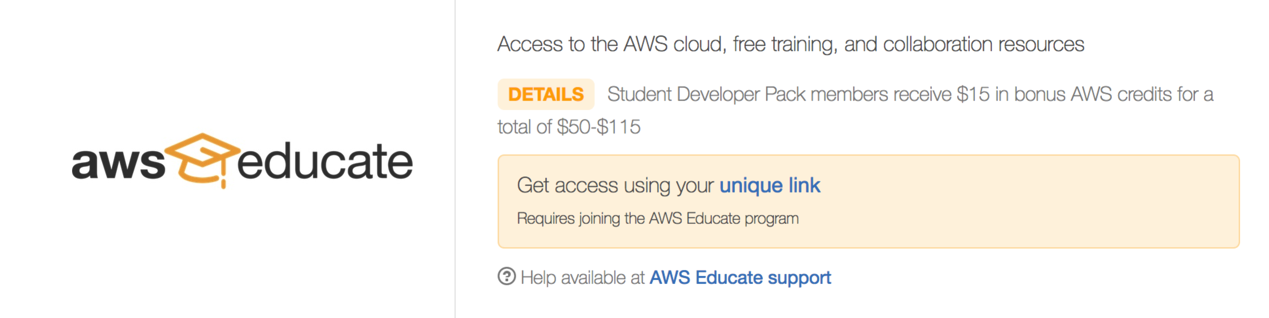 aws educate
Access to the AWS cloud, free training, and collaboration resources
DETAILS Student Developer Pack members receive $15 in bonus AWS credits for a
total of $50-$115
Get access using your unique link
Requires joining the AWS Educate program
? Help available at AWS Educate support